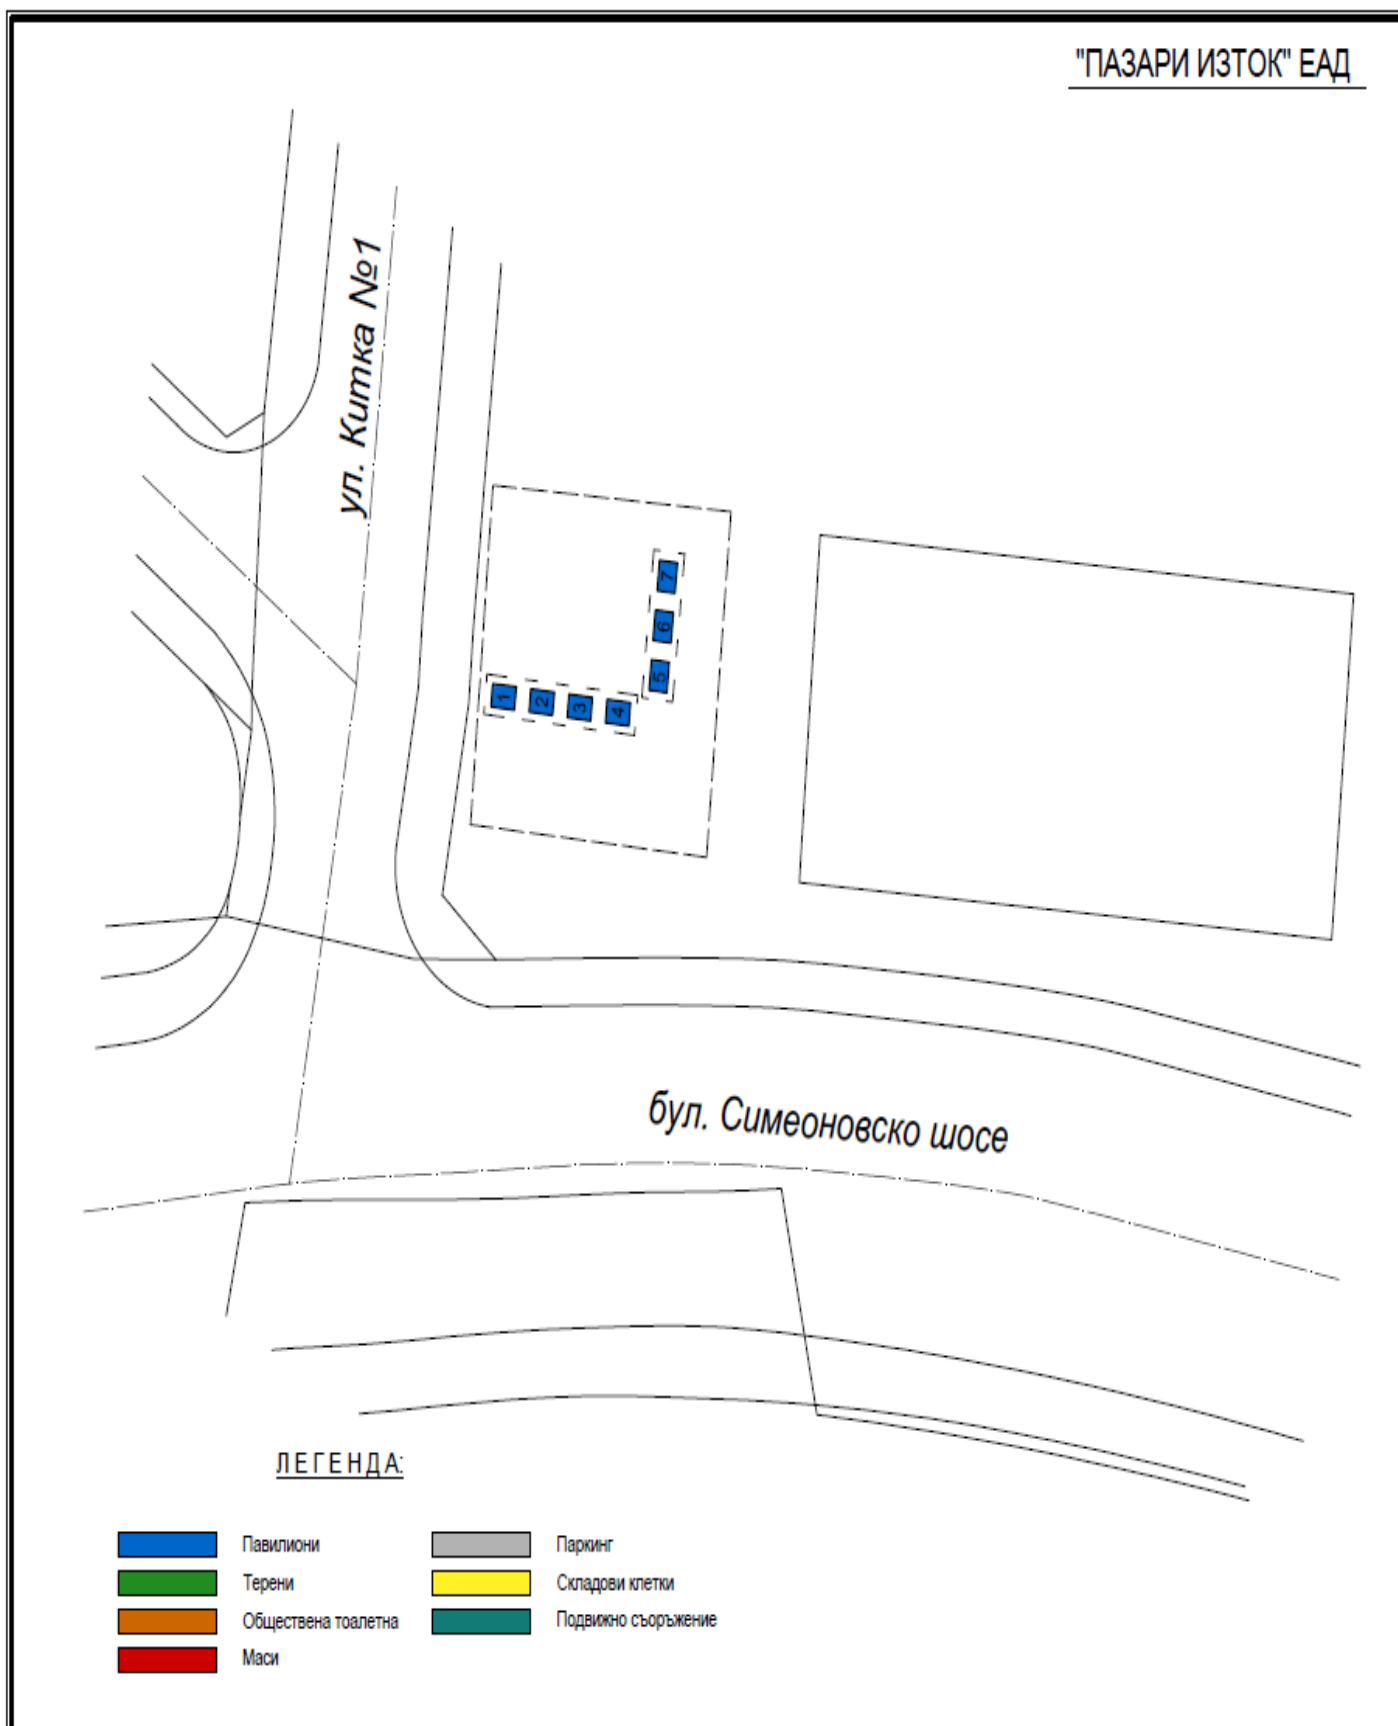 "ПАЗАРИ ИЗТОК" ЕАД
ул. Китка №1
7
6
5
1
2
3
4
бул. Симеоновско шосе
ЛЕГЕНДА:
Павилиони
Терени
Обществена тоалетна
Маси
Паркинг
Складови клетки
Подвижно съоръжение